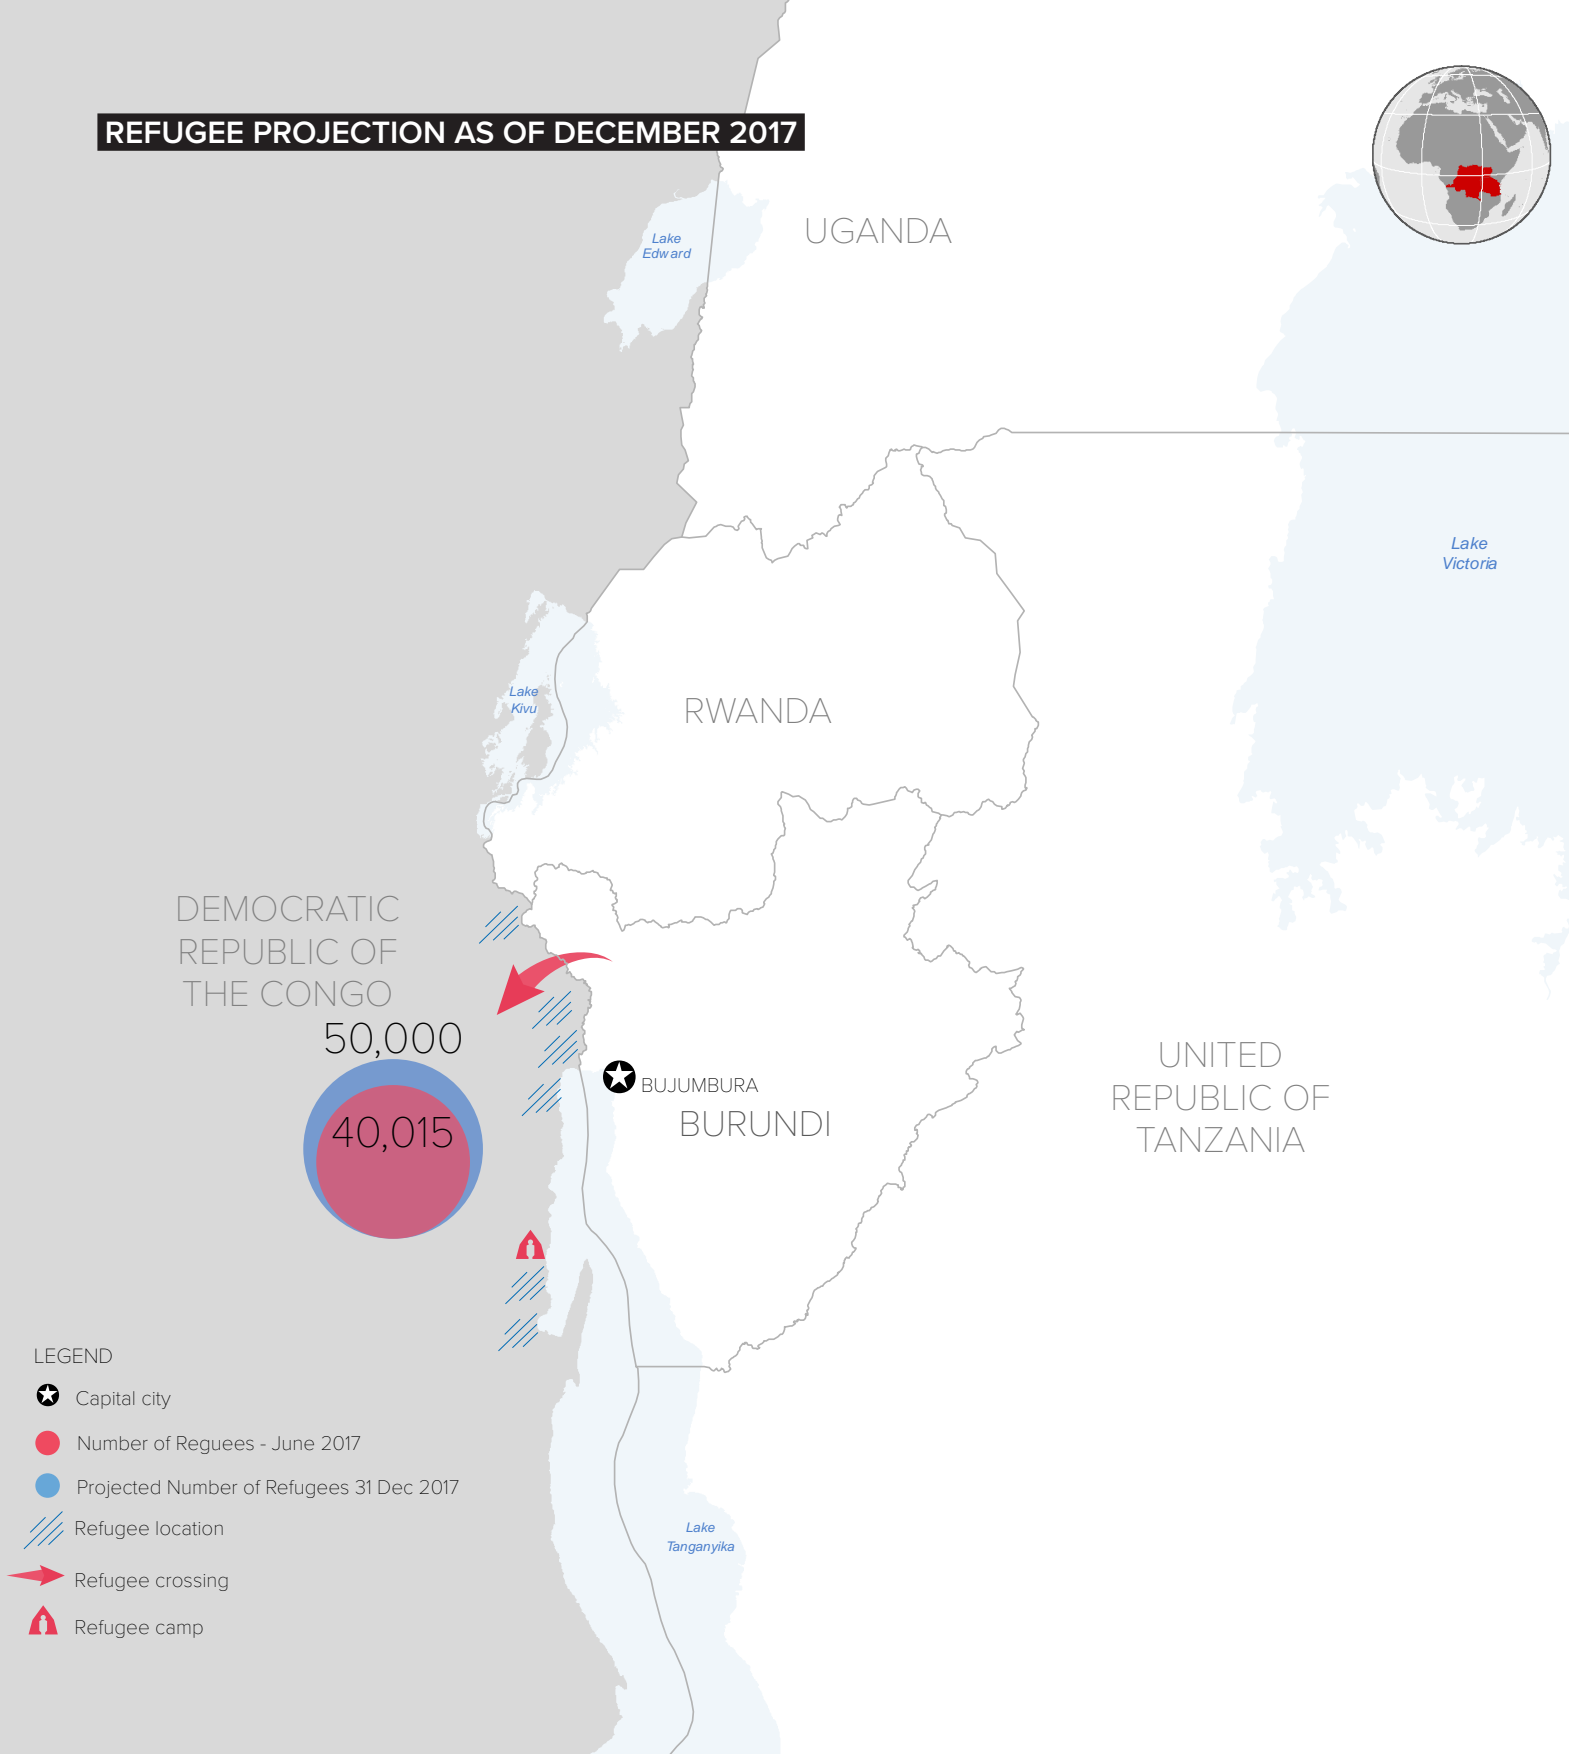 REFUGEE PROJECTION AS OF DECEMBER 2017
UGANDA
Lake
Edward
Lake
Victoria
Lake
Kivu
RWANDA
DEMOCRATIC
REPUBLIC OF
THE CONGO
50,000
40,015
BUJUMBURA
BURUNDI
UNITED
REPUBLIC OF
TANZANIA
LEGEND
Capital city
Number of Reguees - June 2017
Projected Number of Refugees 31 Dec 2017
Refugee location
Refugee crossing
Refugee camp
Lake
Tanganyika